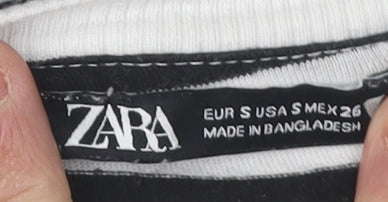 ZARA
EUR S USA S MEX 26
MADE IN BANGLADESH